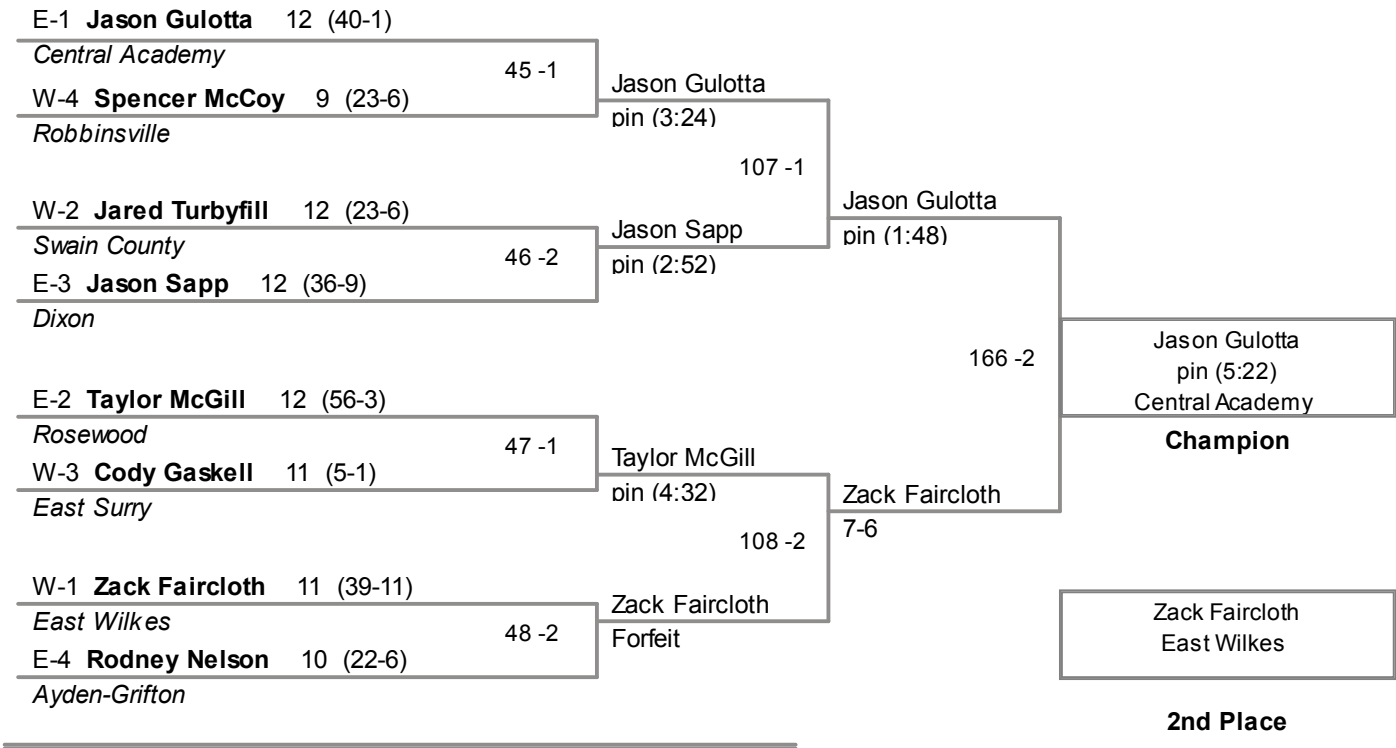 E-1 Jason Gulotta 12 (40-1)
Central Academy
45 -1
W-4 Spencer McCoy 9 (23-6)
Robbinsville
Jason Gulotta
pin (3:24)
107 -1
W-2 Jared Turbyfill 12 (23-6)
Swain County
46 -2
E-3 Jason Sapp 12 (36-9)
Dixon
Jason Sapp
pin (2:52)
Jason Gulotta
pin (1:48)
166 -2
Jason Gulotta
pin (5:22)
Central Academy
Champion
E-2 Taylor McGill 12 (56-3)
Rosewood
47 -1
W-3 Cody Gaskell 11 (5-1)
East Surry
Taylor McGill
pin (4:32)
108 -2
Zack Faircloth
7-6
W-1 Zack Faircloth 11 (39-11)
East Wilkes
48 -2
E-4 Rodney Nelson 10 (22-6)
Ayden-Grifton
Zack Faircloth
Forfeit
Zack Faircloth
East Wilkes
2nd Place